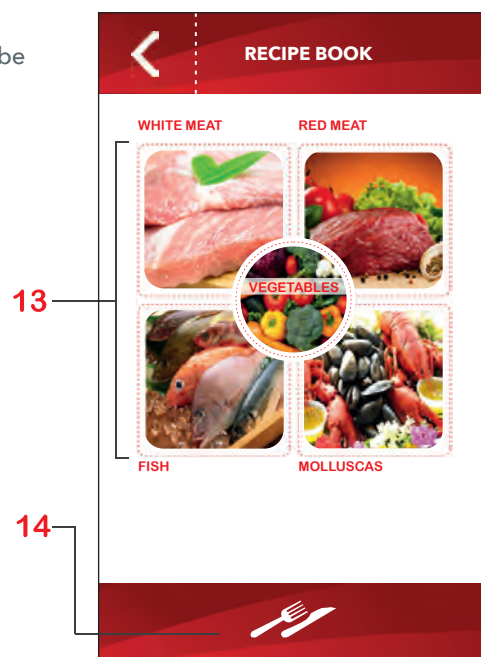 be
RECIPE BOOK
WHITE MEAT RED MEAT
13
VEGETABLES
FISH MOLLUSCAS
14